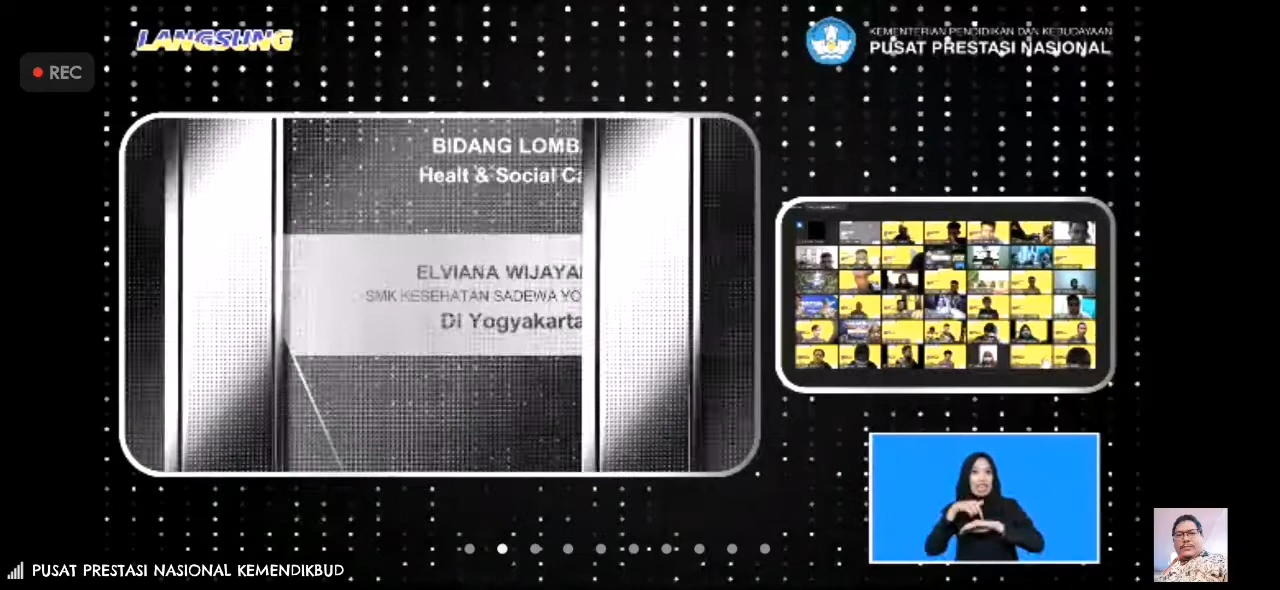 LANGSUNG
KEMENTERIAN PENDIDIKAN DAN KEBUDAYAAN
PUSAT PRESTASI NASIONAL
REC
BIDANG LOMB
Healt & Social Ca
ELVIANA WIJAYA
SMK KESEHATAN SADEWA YO
DI Yogyakarta
PUSAT PRESTASI NASIONAL KEMENDIKBUD